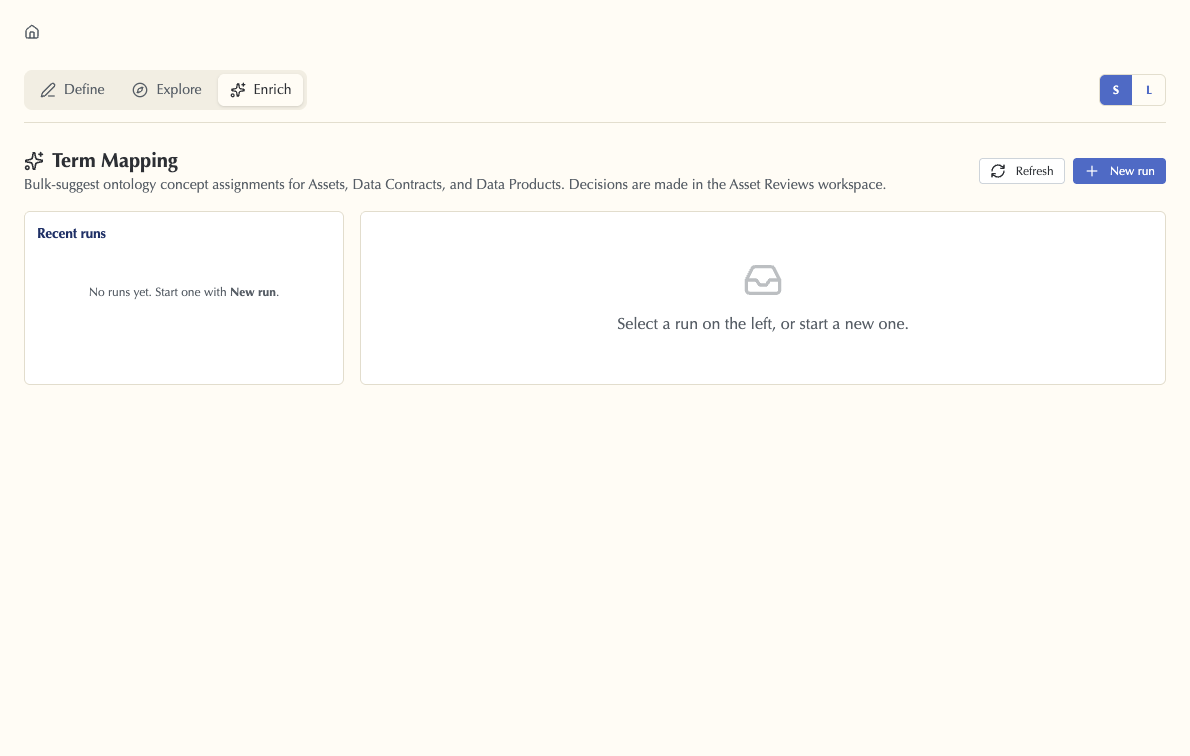 Define
Explore
Enrich
S
L
Term Mapping
Bulk-suggest ontology concept assignments for Assets, Data Contracts, and Data Products. Decisions are made in the Asset Reviews workspace.
Refresh
New run
Recent runs
No runs yet. Start one with New run.
Select a run on the left, or start a new one.